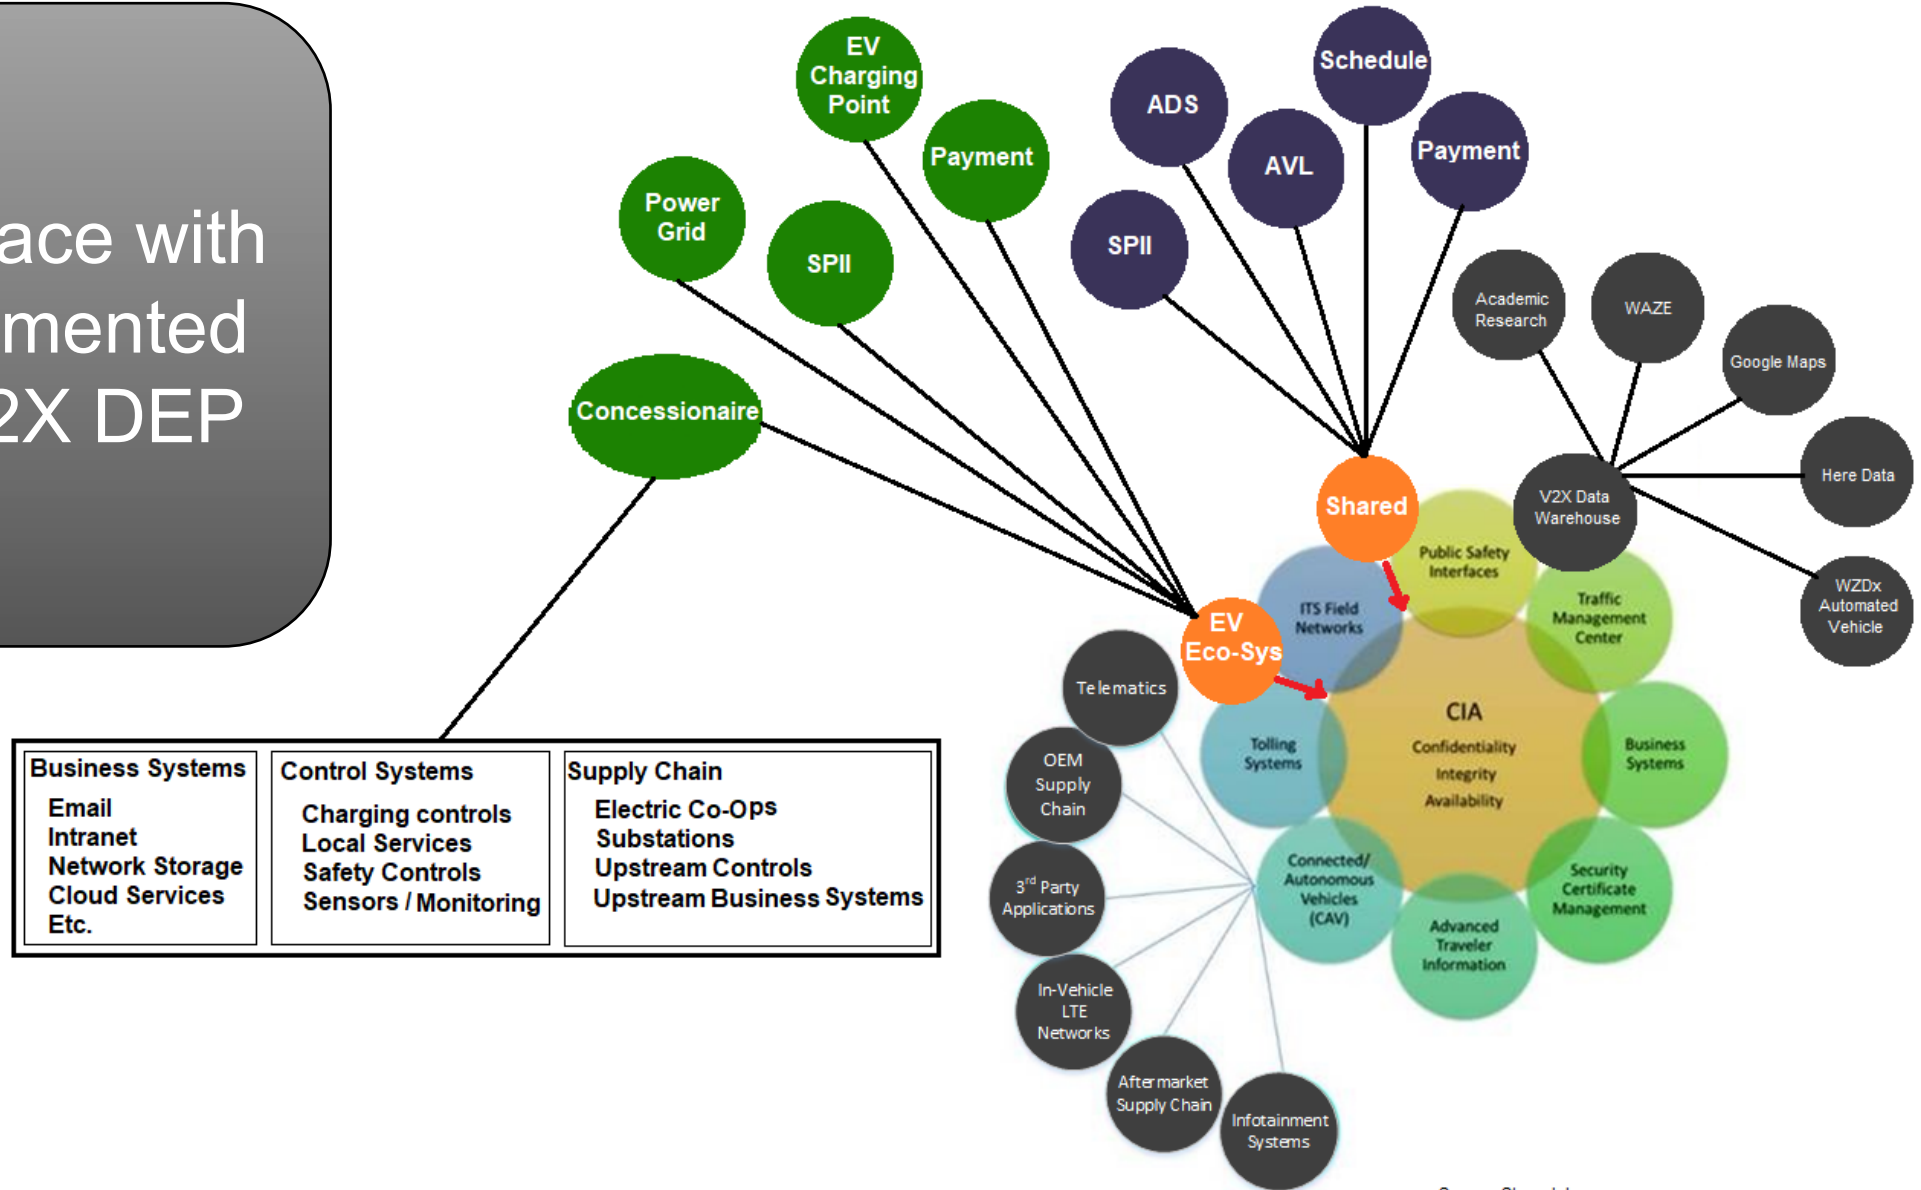 ace with
mented
2X DEP
EV
Charging
Point
Payment
Power
Grid
SPII
Concessionaire
Schedule
ADS
AVL
Payment
SPII
Academic
Research
WAZE
Google Maps
Here Data
WZDx
Automated
Vehicle
V2X Data
Warehouse
Shared
EV
Eco-Sys
Public Safety
Interfaces
ITS Field
Networks
Traffic
Management
Center
Tolling
Systems
CIA
Confidentiality
Integrity
Availability
Business
Systems
Connected/
Autonomous
Vehicles
(CAV)
Security
Certificate
Management
Advanced
Traveler
Information
Telematics
OEM
Supply
Chain
3rd Party
Applications
In-Vehicle
LTE
Networks
Aftermarket
Supply Chain
Infotainment
Systems
Business Systems
Email
Intranet
Network Storage
Cloud Services
Etc.
Control Systems
Charging controls
Local Services
Safety Controls
Sensors / Monitoring
Supply Chain
Electric Co-Ops
Substations
Upstream Controls
Upstream Business Systems